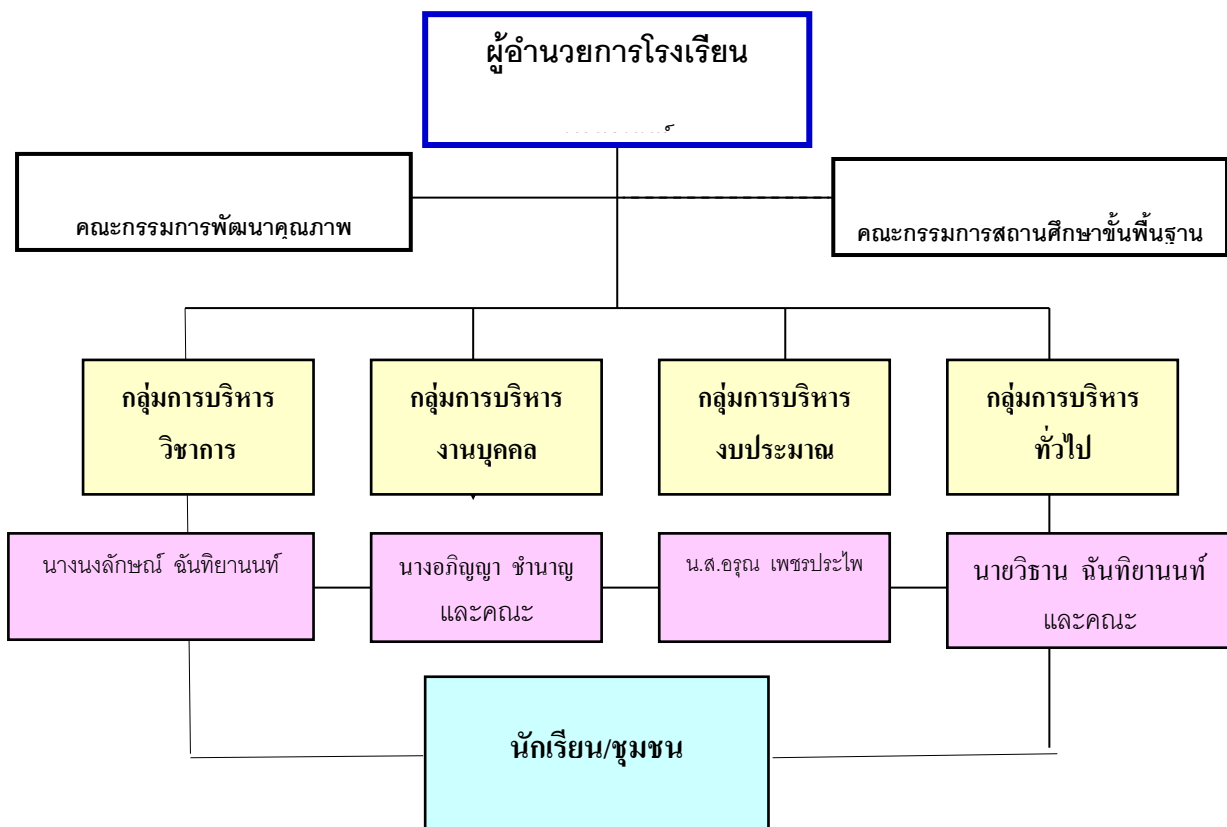 ผู้อำนวยการโรงเรียน
คณะกรรมการพัฒนาคุณภาพ
คณะกรรมการสถานศึกษาขั้นพื้นฐาน
กลุ่มการบริหาร
วิชาการ
กลุ่มการบริหาร
งานบุคคล
กลุ่มการบริหาร
งบประมาณ
กลุ่มการบริหาร
ทั่วไป
นางนงลักษณ์ ฉันทิยานนท์
นางอภิญญา ชำนาญ
และคณะ
น.ส.อรุณ เพชรประไพ
นายวิธาน ฉันทิยานนท์
และคณะ
นักเรียน/ชุมชน